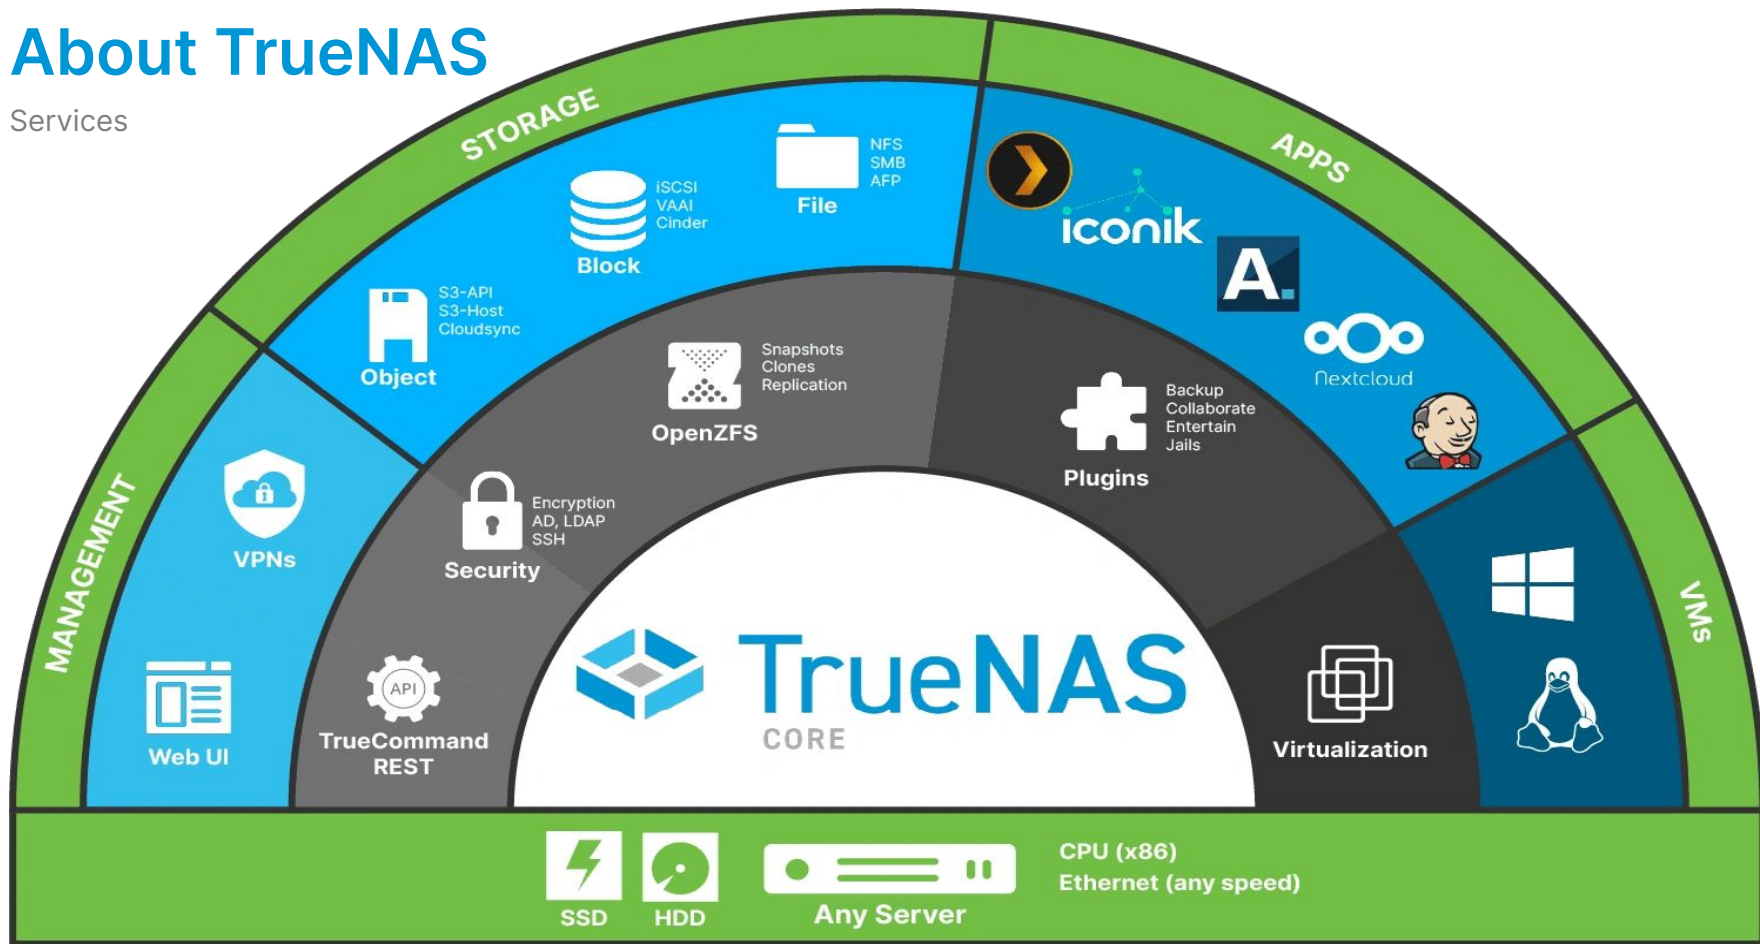 About TrueNAS
Services
MANAGEMENT
STORAGE
APPS
VMs
File
NFS
SMB
AFP
Block
iSCSI
VAAI
Cinder
Object
S3-API
S3-Host
Cloudsync
VPNs
Web UI
iconik
A.
Nextcloud
OpenZFS
Snapshots
Clones
Replication
Security
Encryption
AD, LDAP
SSH
API
TrueCommand
REST
Plugins
Backup
Collaborate
Entertain
Jails
Virtualization
TrueNAS
CORE
SSD
HDD
Any Server
CPU (x86)
Ethernet (any speed)